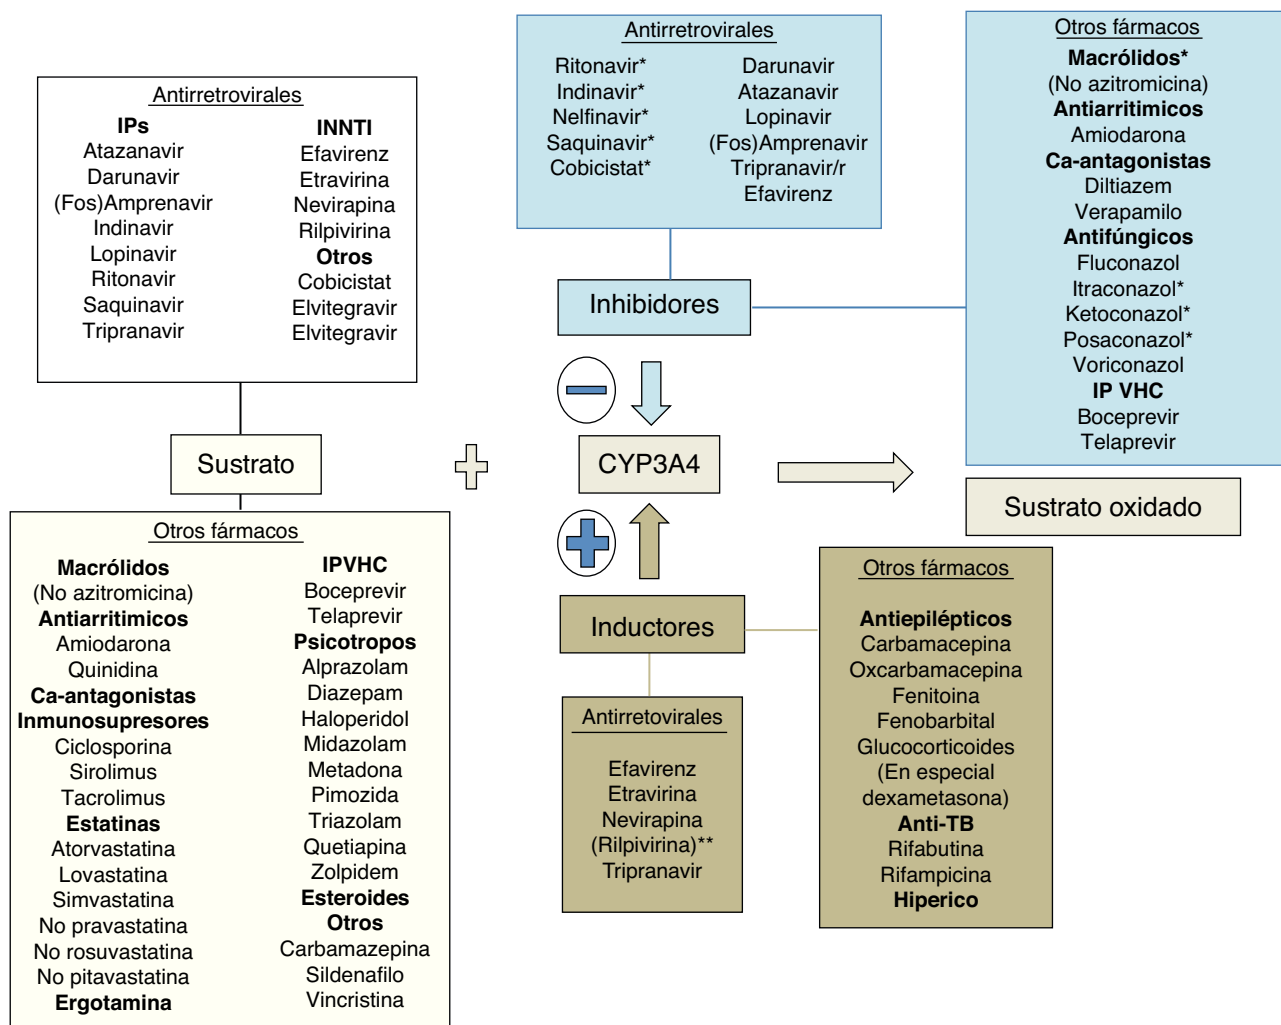 Antirretrovirales
IPs
Atazanavir
Darunavir
(Fos)Amprenavir
Indinavir
Lopinavir
Ritonavir
Saquinavir
Tripranavir
INNTI
Efavirenz
Etravirina
Nevirapina
Rilpivirina
Otros
Cobicistat
Elvitegravir
Elvitegravir
Sustrato
Otros fármacos
Macrólidos
(No azitromicina)
Antiarritimicos
Amiodarona
Quinidina
Ca-antagonistas
Inmunosupresores
Ciclosporina
Sirolimus
Tacrolimus
Estatinas
Atorvastatina
Lovastatina
Simvastatina
No pravastatina
No rosuvastatina
No pitavastatina
Ergotamina
IPVHC
Boceprevir
Telaprevir
Psicotropos
Alprazolam
Diazepam
Haloperidol
Midazolam
Metadona
Pimozida
Triazolam
Quetiapina
Zolpidem
Esteroides
Otros
Carbamazepina
Sildenafilo
Vincristina
Antirretrovirales
Ritonavir*
Indinavir*
Nelfinavir*
Saquinavir*
Cobicistat*
Darunavir
Atazanavir
Lopinavir
(Fos)Amprenavir
Tripranavir/r
Efavirenz
Inhibidores
CYP3A4
Inductores
Antirretovirales
Efavirenz
Etravirina
Nevirapina
(Rilpivirina)**
Tripranavir
Otros fármacos
Macrólidos*
(No azitromicina)
Antiarritimicos
Amiodarona
Ca-antagonistas
Diltiazem
Verapamilo
Antifúngicos
Fluconazol
Itraconazol*
Ketoconazol*
Posaconazol*
Voriconazol
IP VHC
Boceprevir
Telaprevir
Sustrato oxidado
Otros fármacos
Antiepilépticos
Carbamacepina
Oxcarbamacepina
Fenitoina
Fenobarbital
Glucocorticoides
(En especial
dexametasona)
Anti-TB
Rifabutina
Rifampicina
Hiperico